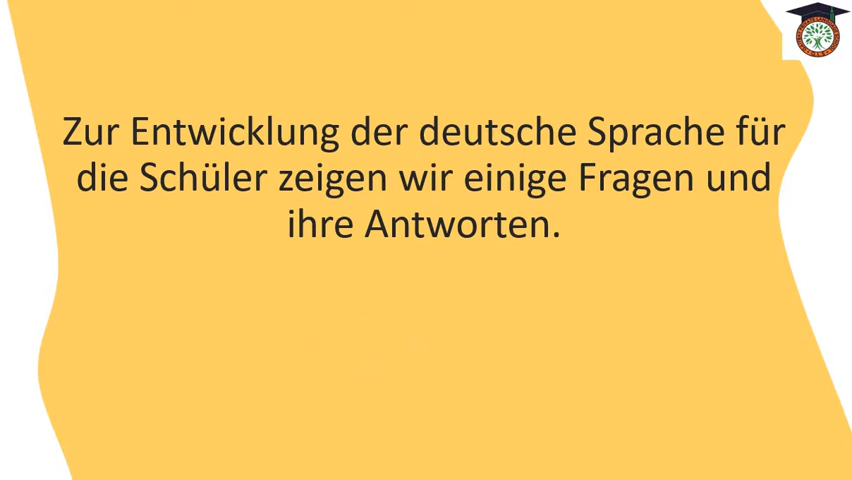 Zur Entwicklung der deutsche Sprache für
die Schüler zeigen wir einige Fragen und
ihre Antworten.